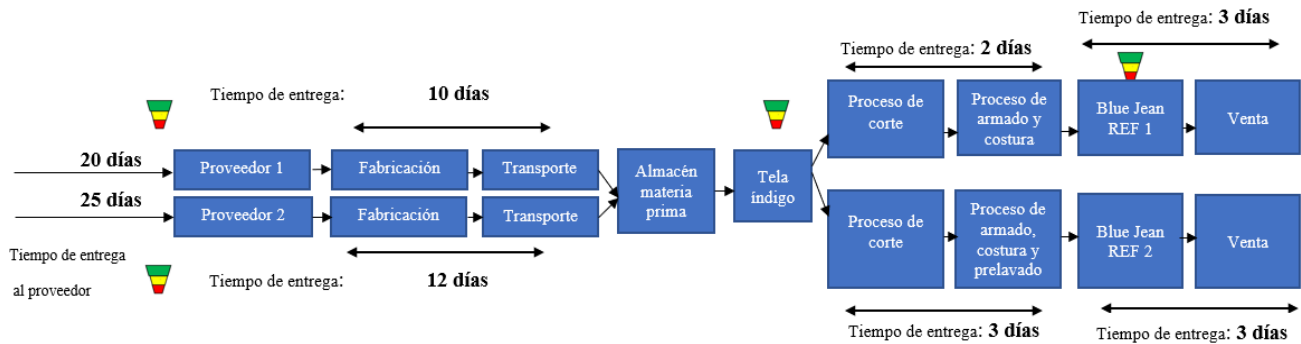 Tiempo de entrega: 3 días
Tiempo de entrega: 2 días
Tiempo de entrega:
10 días
20 días
Proveedor 1
Fabricación
Transporte
25 días
Proveedor 2
Fabricación
Transporte
Tiempo de entrega
al proveedor
Tiempo de entrega:
12 días
Almacén
materia
prima
Tela
índigo
Proceso de
corte
Proceso de
armado y
costura
Blue Jean
REF 1
Venta
Proceso de
corte
Proceso de
armado,
costura y
prelavado
Blue Jean
REF 2
Venta
Tiempo de entrega: 3 días
Tiempo de entrega: 3 días